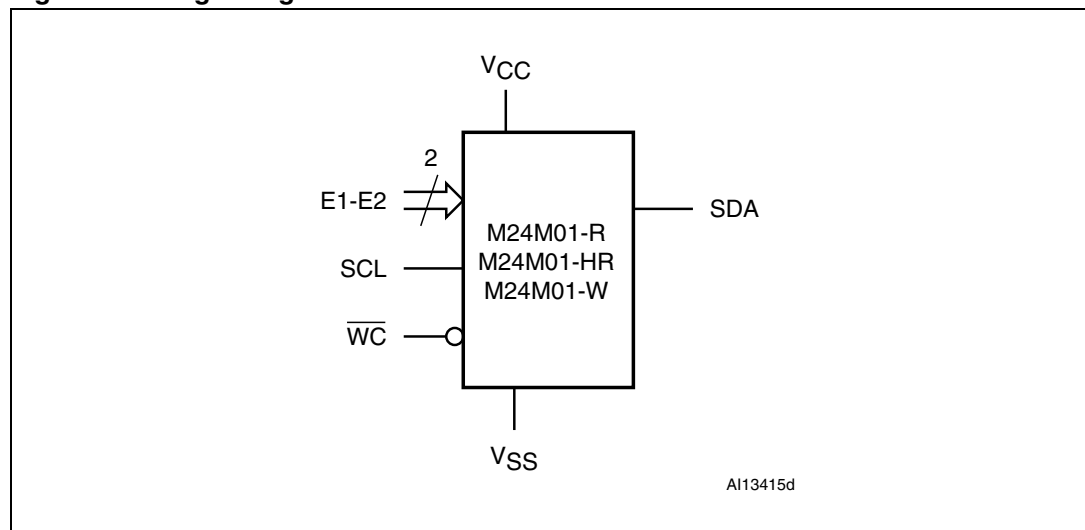 VCC
2
E1-E2
SDA
M24M01-R
M24M01-HR
M24M01-W
SCL
WC
VSS
AI13415d